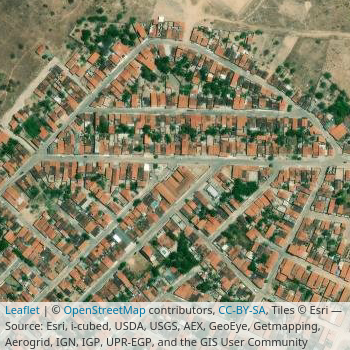 Leaflet | © OpenStreetMap contributors, CC-BY-SA, Tiles © Esri —
Source: Esri, i-cubed, USDA, USGS, AEX, GeoEye, Getmapping,
Aerogrid, IGN, IGP, UPR-EGP, and the GIS User Community